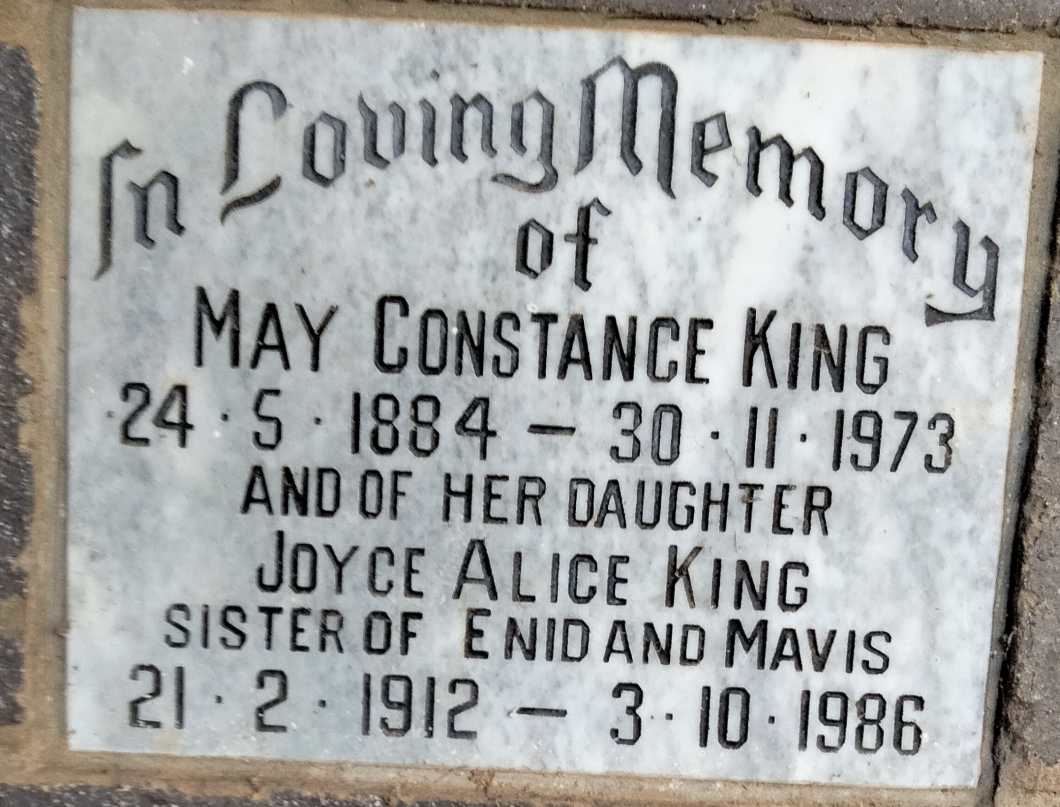 In Loving Memory
of
MAY CONSTANCE KING
24 · 5 · 1884 — 30 · 11 · 1973
AND OF HER DAUGHTER
JOYCE ALICE KING
SISTER OF ENID AND MAVIS
21 · 2 · 1912 — 3 · 10 · 1986